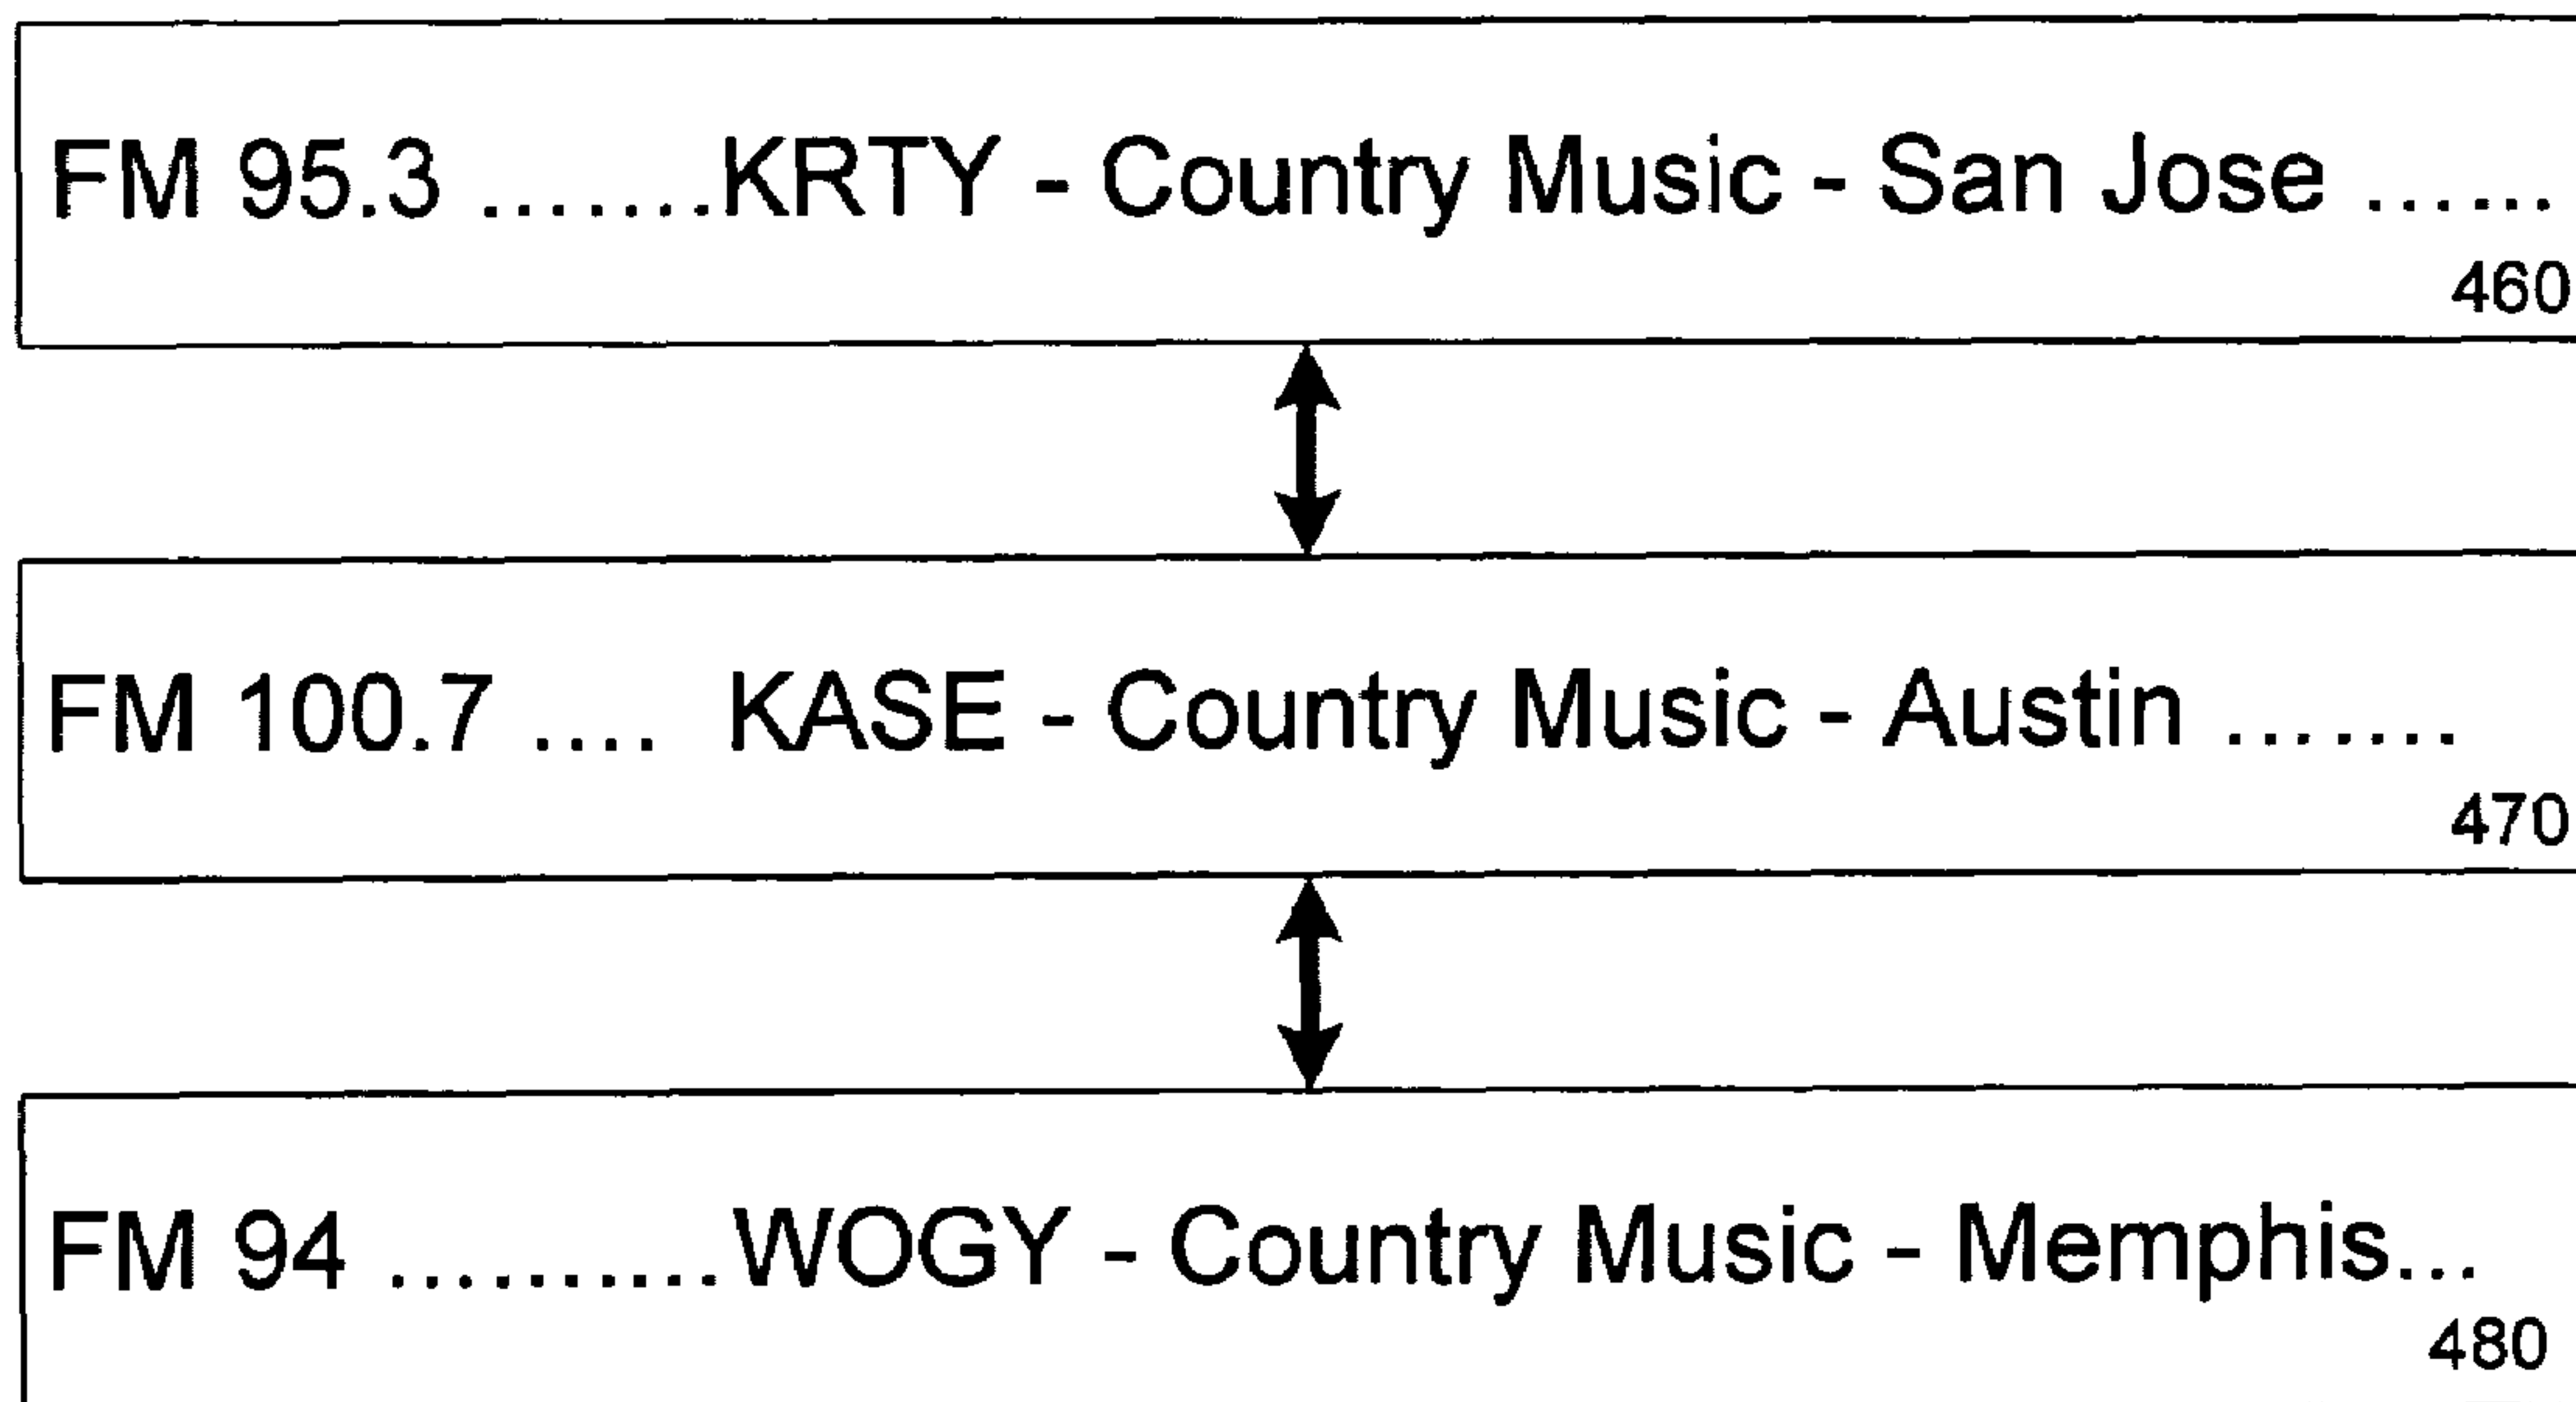 FM 95.3 .......KRTY - Country Music - San Jose ......
460
FM 100.7 .... KASE - Country Music - Austin .......
470
FM 94 ..........WOGY - Country Music - Memphis...
480